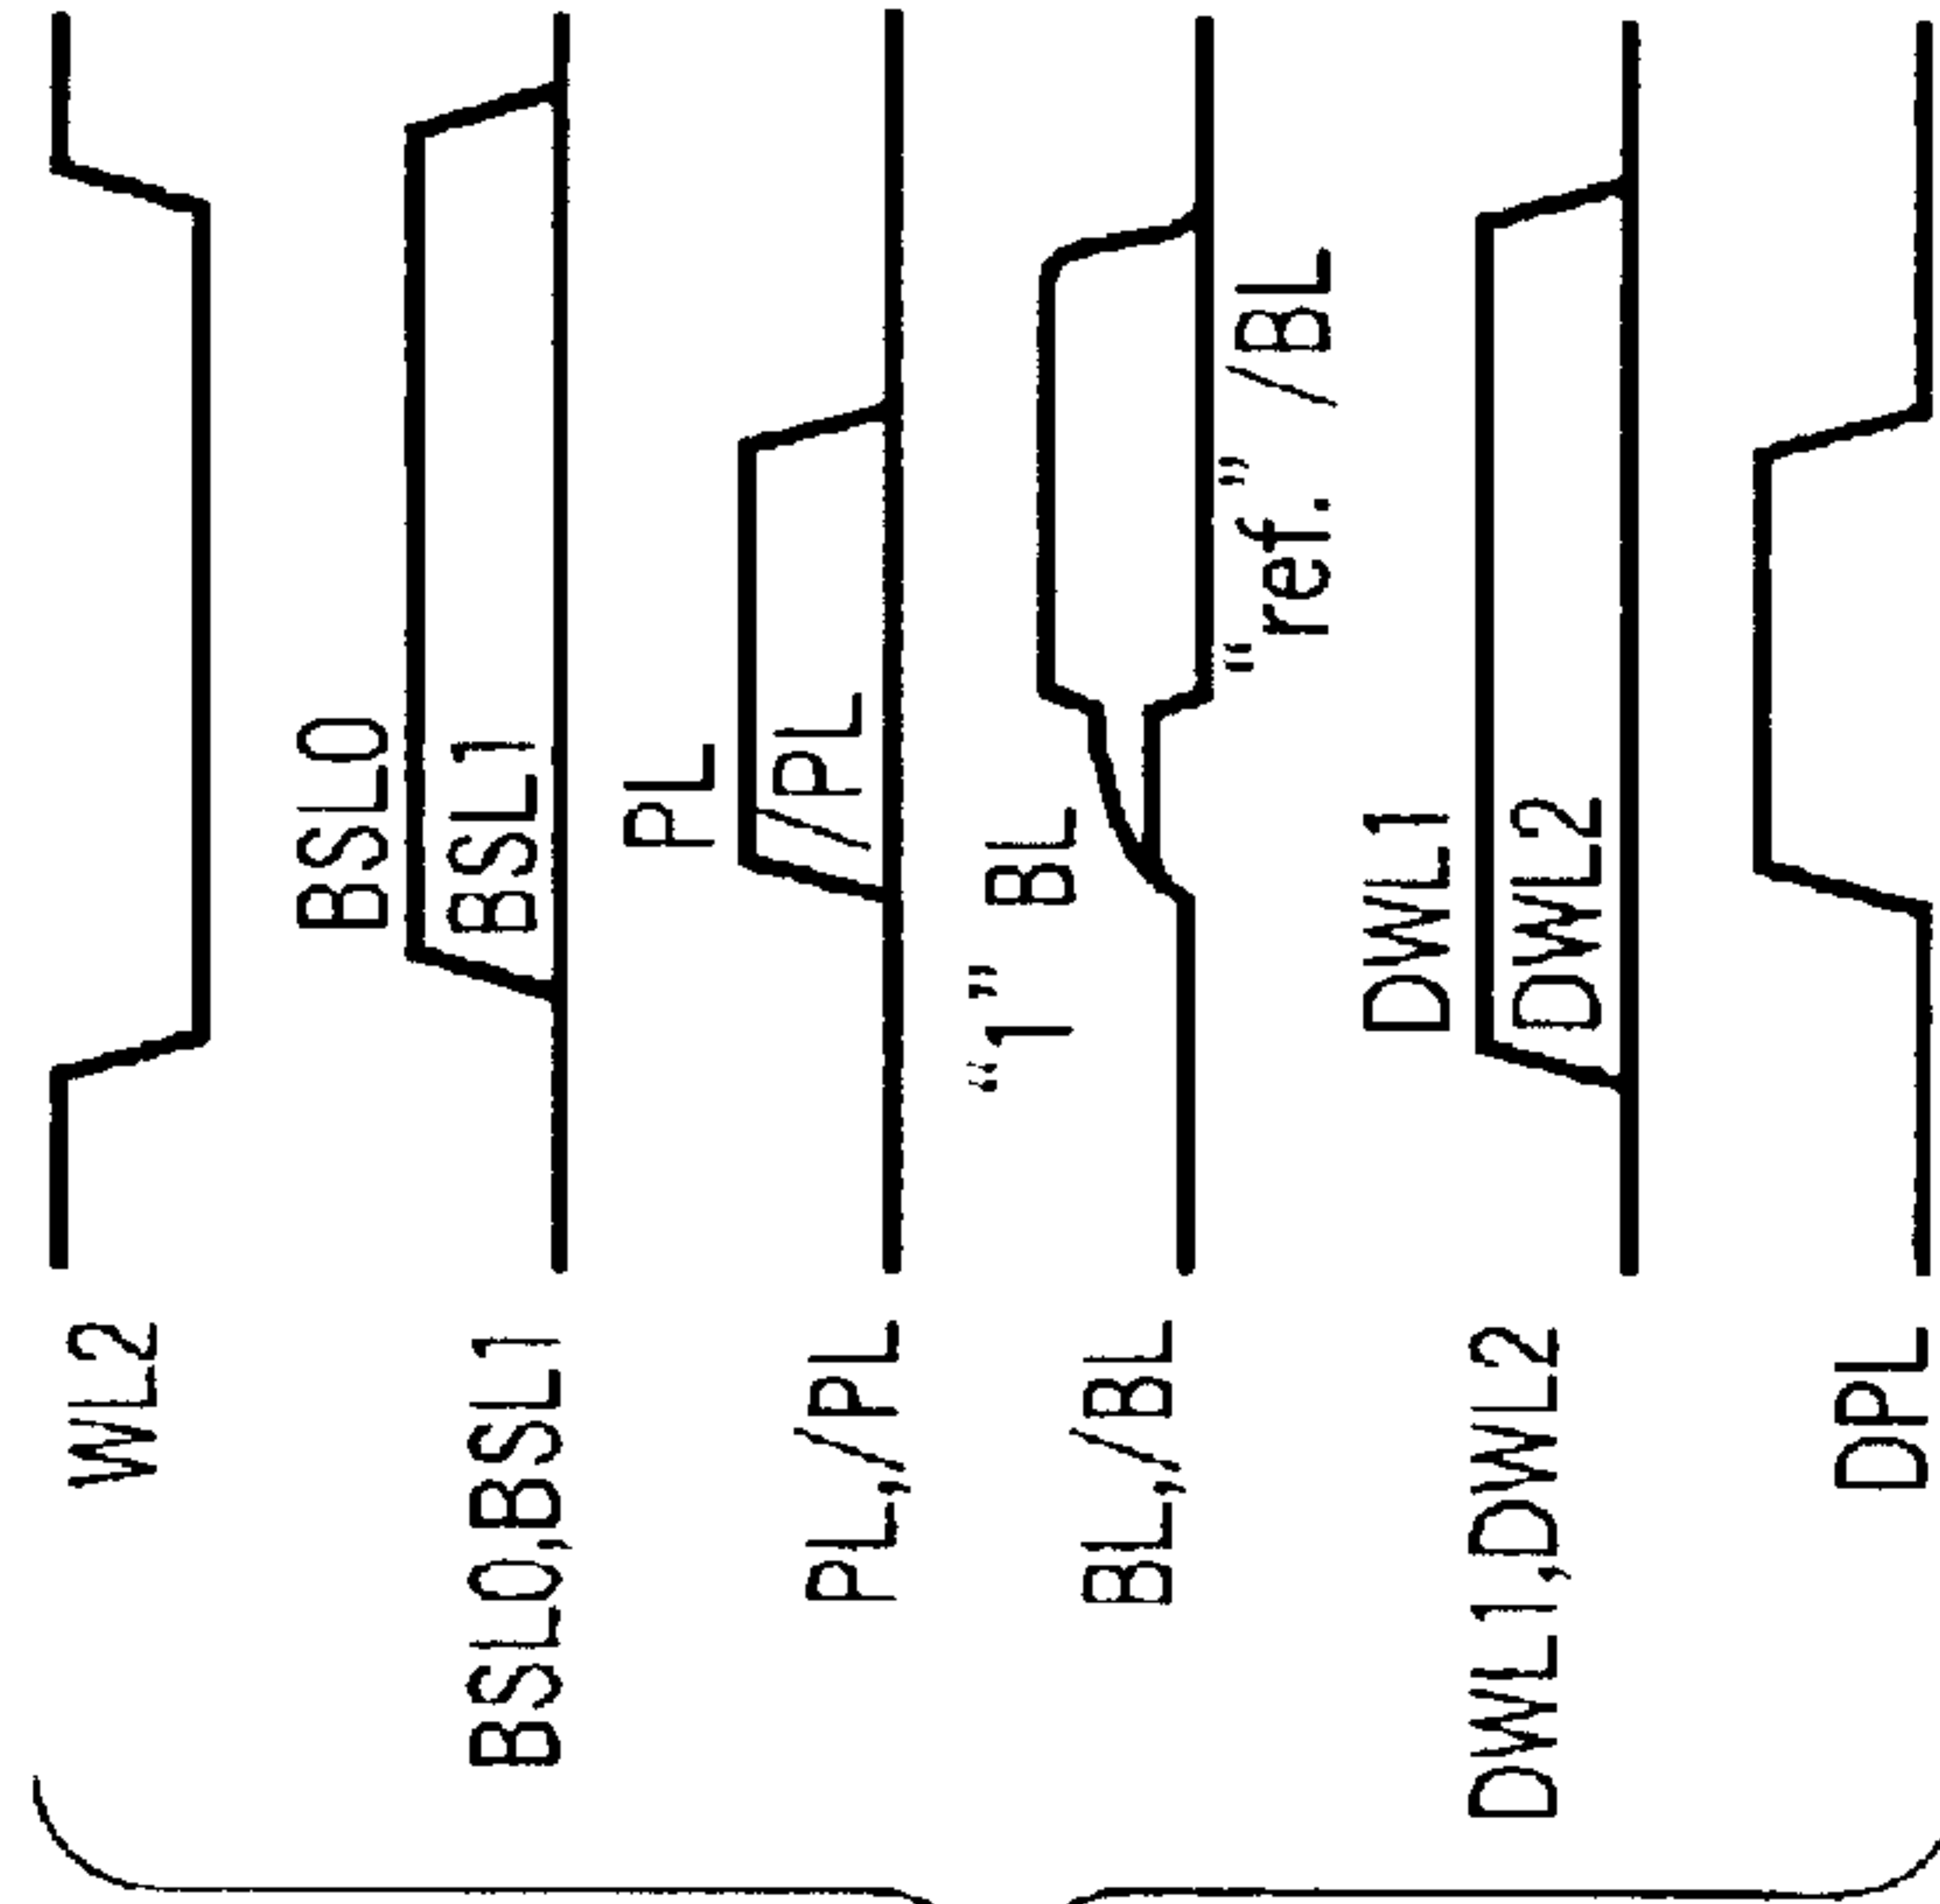 WL2
BSL0,BSL1
BSL0
BSL1
PL,/PL
PL
/PL
BL,/BL
“1” BL
“ref.” /BL
DWL1,DWL2
DWL1
DWL2
DPL